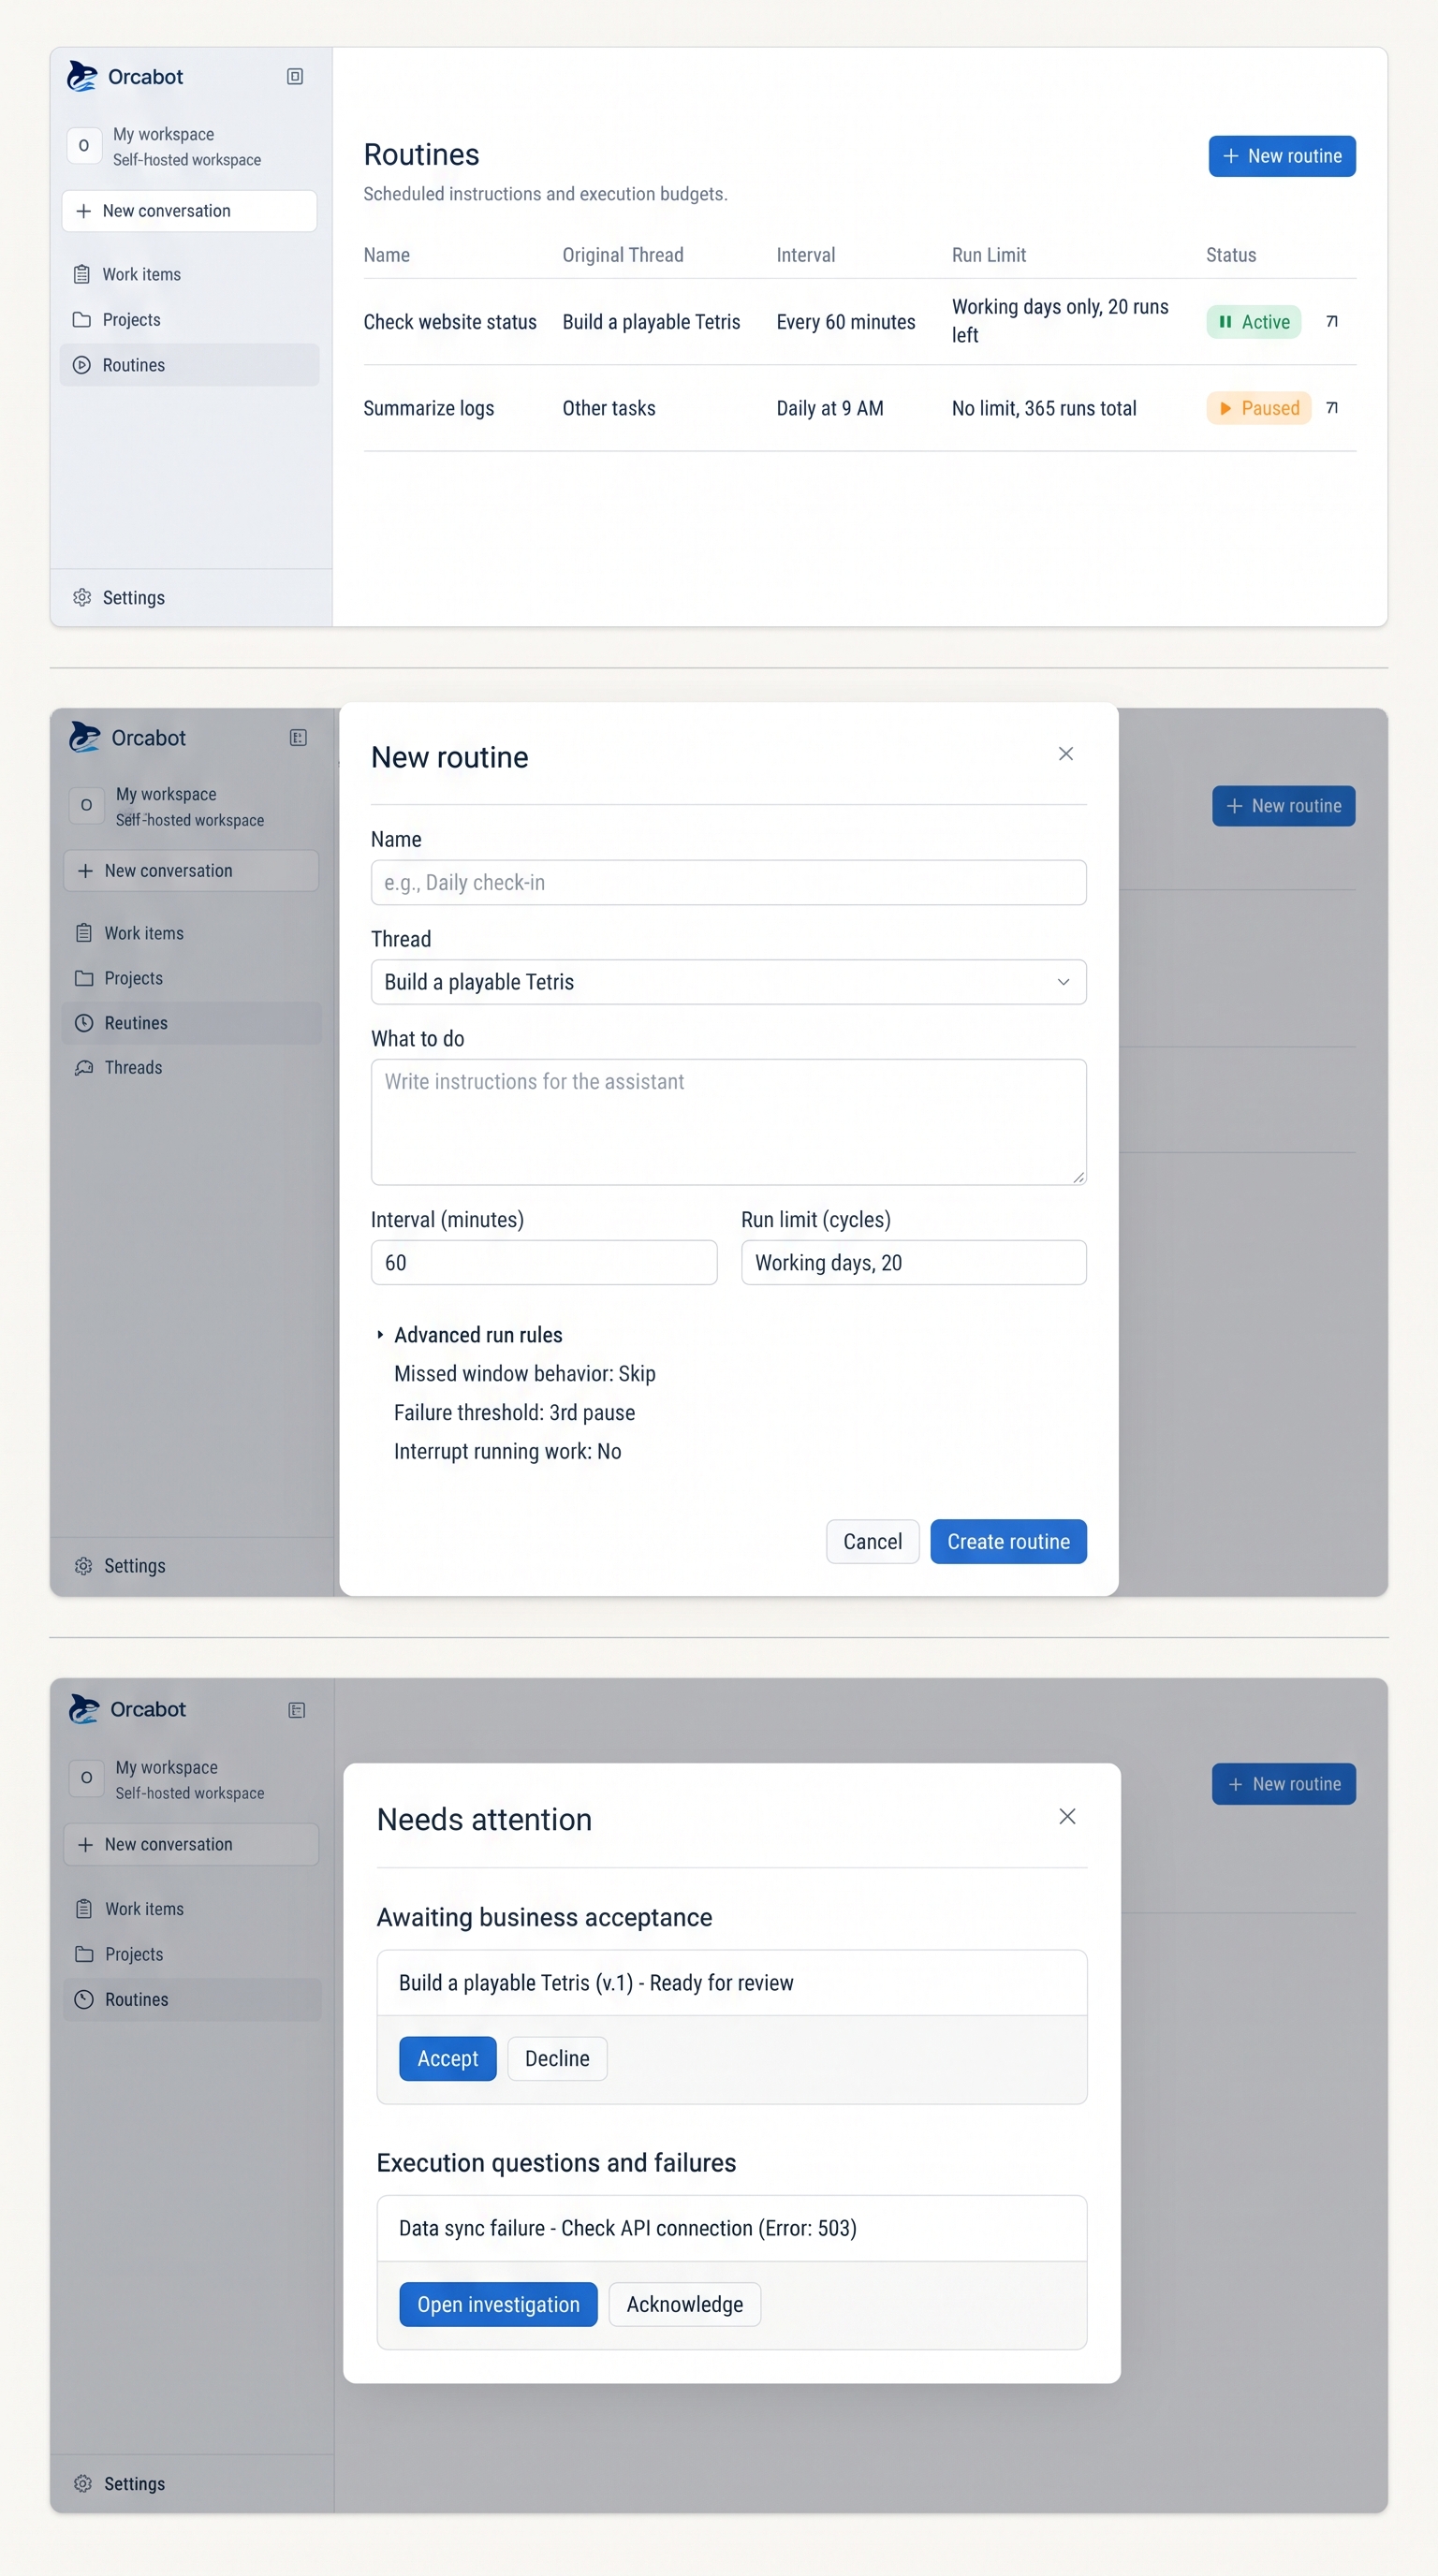 Orcabot
O
My workspace
Self-hosted workspace
+ New conversation
Work items
Projects
Routines
Settings
Routines
+ New routine
Scheduled instructions and execution budgets.
Name Original Thread Interval Run Limit Status
Check website status Build a playable Tetris Every 60 minutes Working days only, 20 runs left Active
Summarize logs Other tasks Daily at 9 AM No limit, 365 runs total Paused
Orcabot
O
My workspace
Self-hosted workspace
+ New conversation
Work items
Projects
Reutines
Threads
Settings
+ New routine
New routine
Name
e.g., Daily check-in
Thread
Build a playable Tetris
What to do
Write instructions for the assistant
Interval (minutes) Run limit (cycles)
60 Working days, 20
Advanced run rules
Missed window behavior: Skip
Failure threshold: 3rd pause
Interrupt running work: No
Cancel Create routine
Orcabot
O
My workspace
Self-hosted workspace
+ New conversation
Work items
Projects
Routines
Settings
+ New routine
Needs attention
Awaiting business acceptance
Build a playable Tetris (v.1) - Ready for review
Accept Decline
Execution questions and failures
Data sync failure - Check API connection (Error: 503)
Open investigation Acknowledge